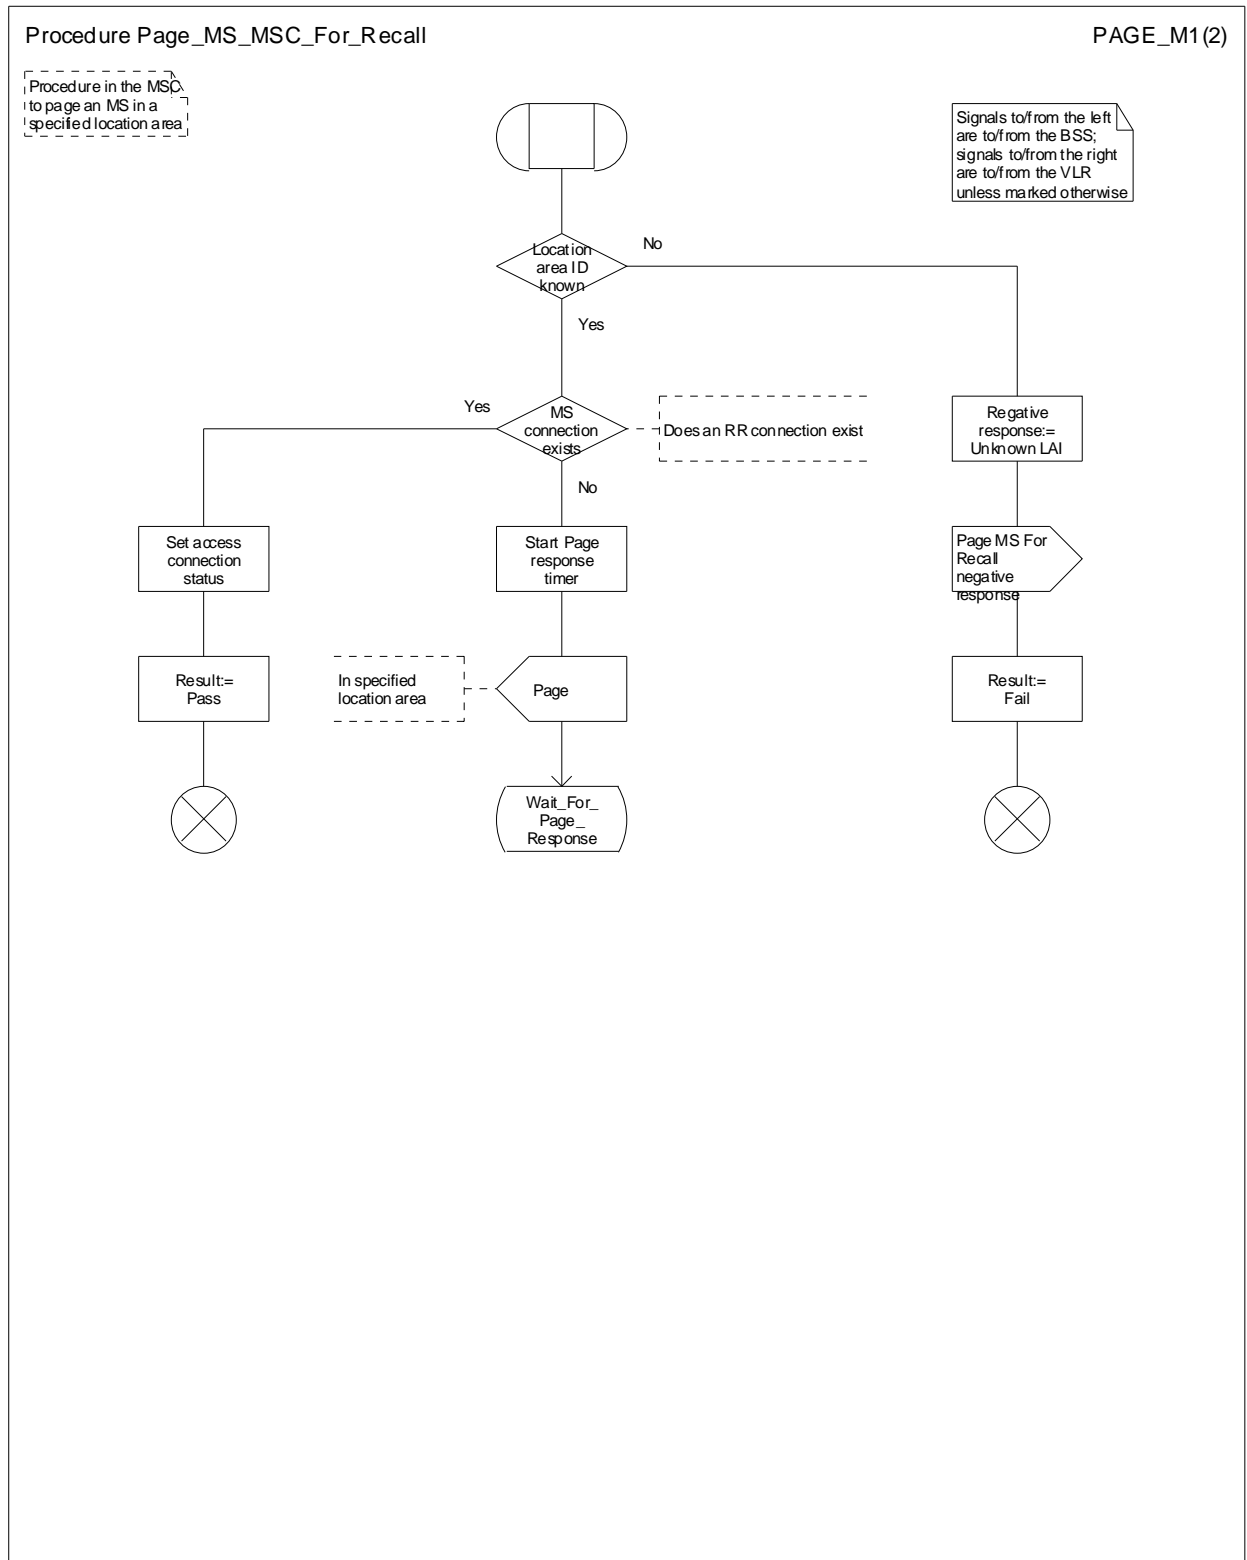 Procedure Page_MS_MSC_For_Recall
PAGE_M1(2)
Procedure in the MSC
to page an MS in a
specified location area
Signals to/from the left
are to/from the BSS;
signals to/from the right
are to/from the VLR
unless marked otherwise
Location
area ID
known
No
Yes
Yes
MS
connection
exists
Does an RR connection exist
No
Regative
response:=
Unknown LAI
Set access
connection
status
Start Page
response
timer
Page MS For
Recall
negative
response
Result:=
Pass
In specified
location area
Page
Result:=
Fail
Wait_For_
Page_
Response